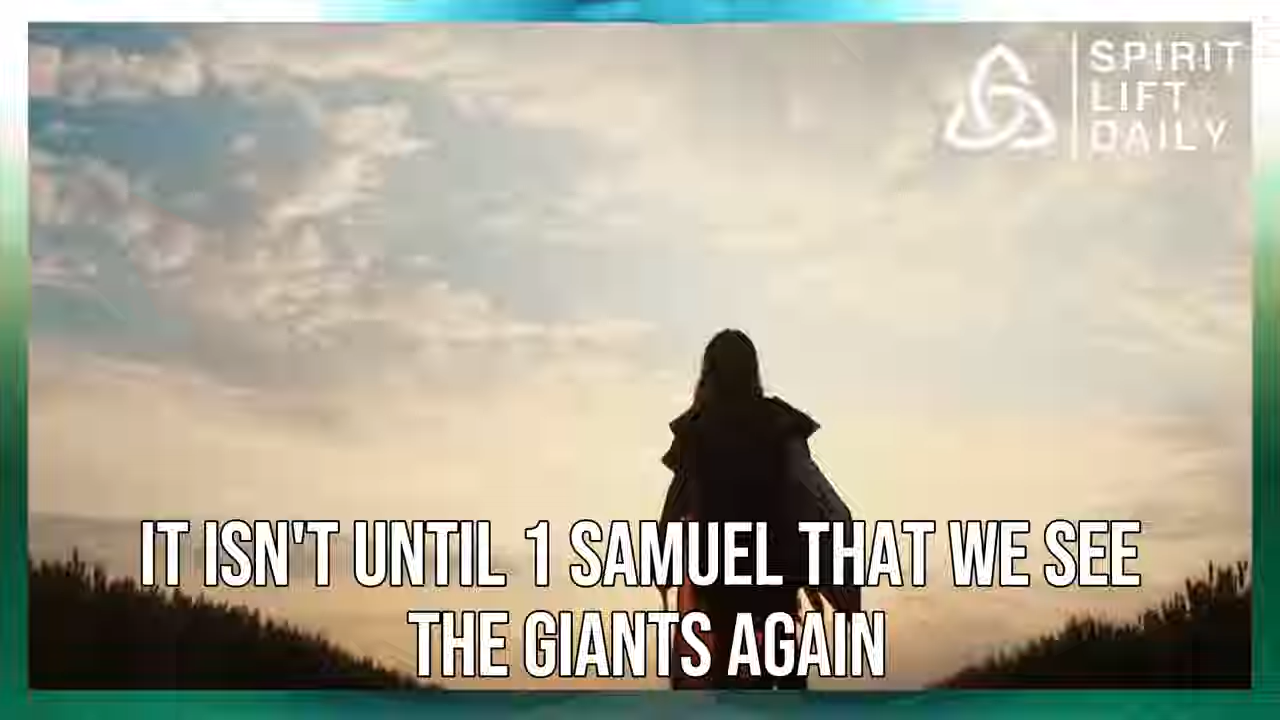 SPIRIT
LIFT
DAILY
IT ISN'T UNTIL 1 SAMUEL THAT WE SEE
THE GIANTS AGAIN